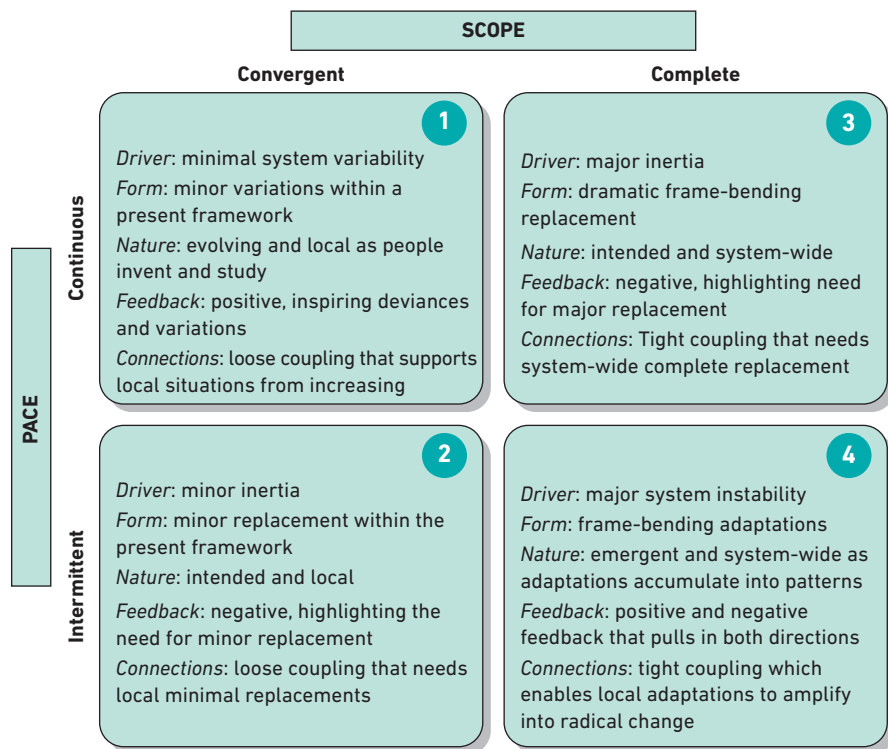 SCOPE
Convergent
Complete
PACE
Continuous
Intermittent
1
Driver: minimal system variability
Form: minor variations within a
present framework
Nature: evolving and local as people
invent and study
Feedback: positive, inspiring deviances
and variations
Connections: loose coupling that supports
local situations from increasing
3
Driver: major inertia
Form: dramatic frame-bending
replacement
Nature: intended and system-wide
Feedback: negative, highlighting need
for major replacement
Connections: Tight coupling that needs
system-wide complete replacement
2
Driver: minor inertia
Form: minor replacement within the
present framework
Nature: intended and local
Feedback: negative, highlighting the
need for minor replacement
Connections: loose coupling that needs
local minimal replacements
4
Driver: major system instability
Form: frame-bending adaptations
Nature: emergent and system-wide as
adaptations accumulate into patterns
Feedback: positive and negative
feedback that pulls in both directions
Connections: tight coupling which
enables local adaptations to amplify
into radical change